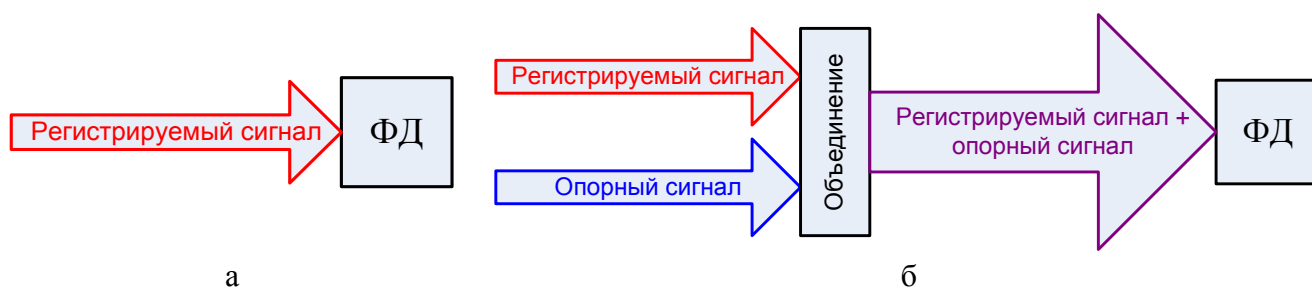 Регистрируемый сигнал
ФД
а
Регистрируемый сигнал
Опорный сигнал
Объединение
Регистрируемый сигнал +
опорный сигнал
ФД
б